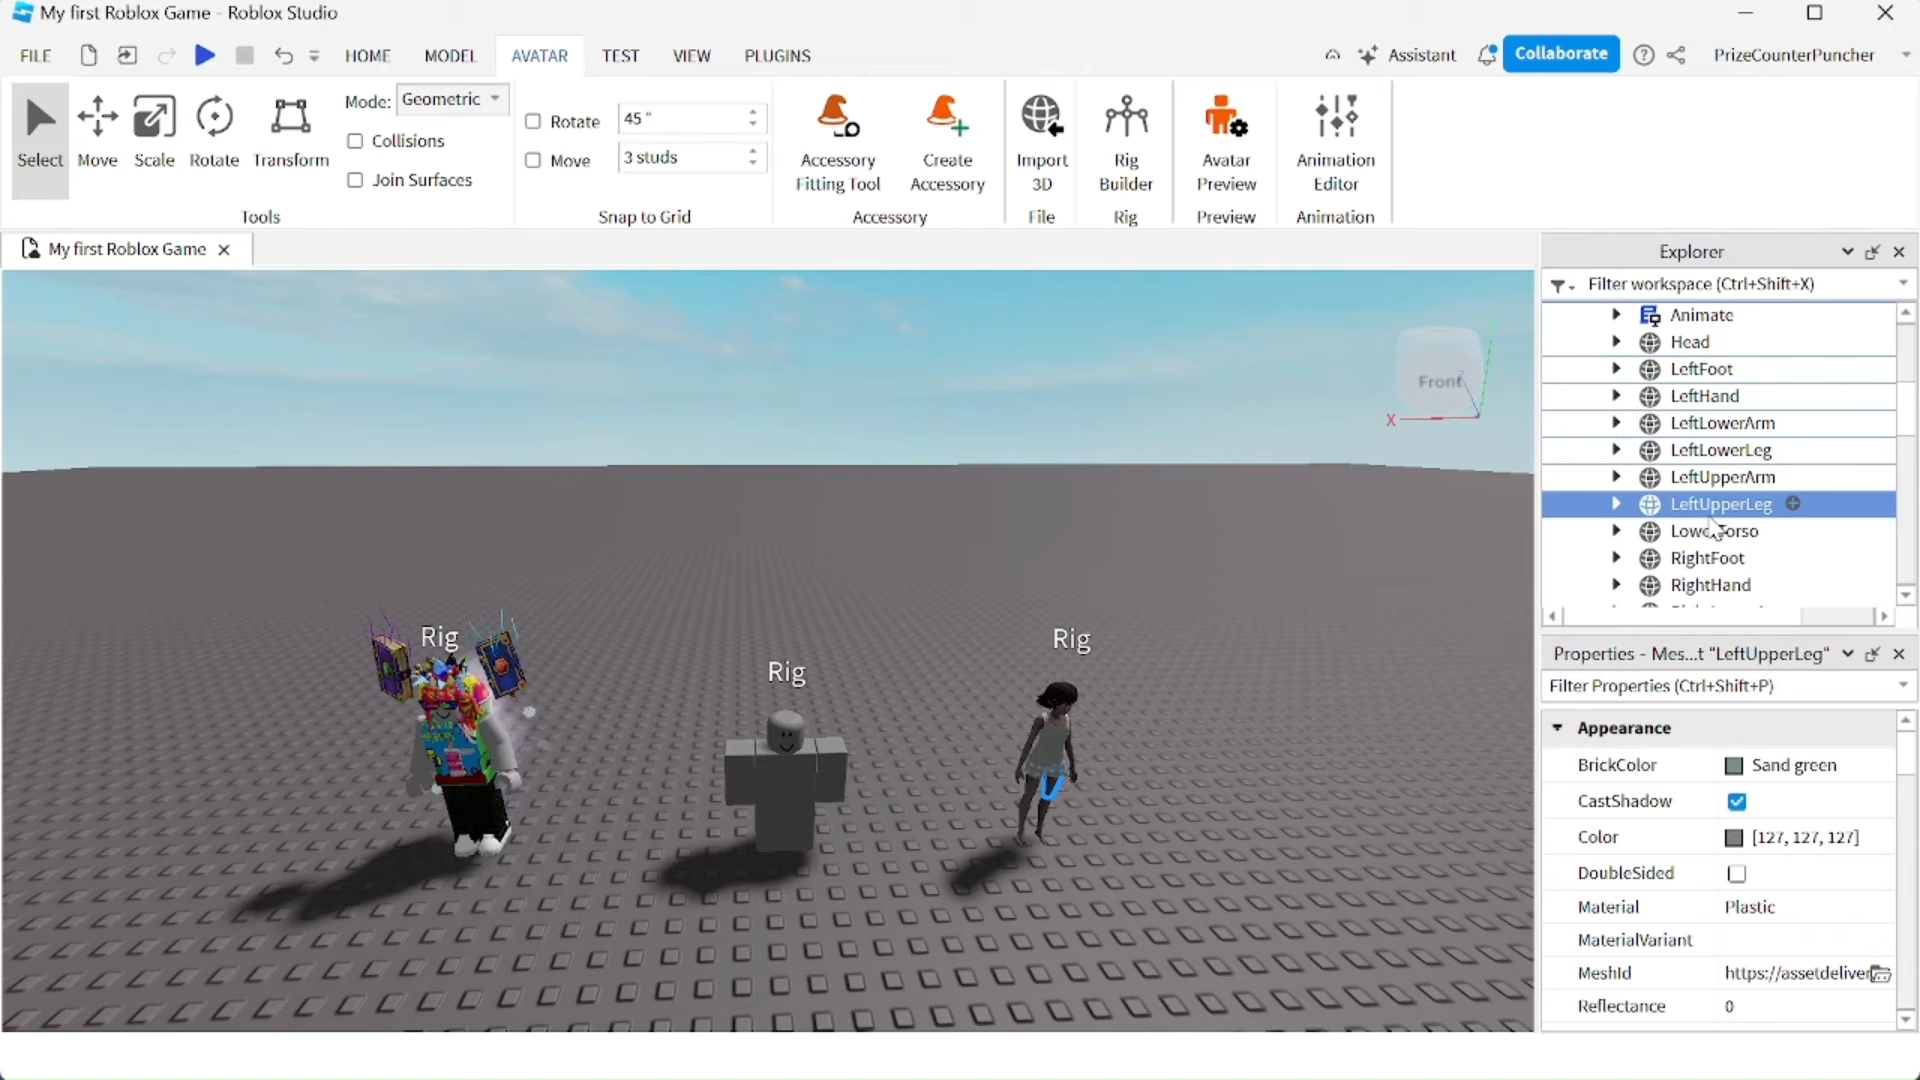 My first Roblox Game - Roblox Studio
FILE HOME MODEL AVATAR TEST VIEW PLUGINS Assistant Collaborate PrizeCounterPuncher
Select Move Scale Rotate Transform
Mode: Geometric
Collisions
Join Surfaces
Rotate 45 °
Move 3 studs
Accessory Fitting Tool
Create Accessory
Import 3D
Rig Builder
Avatar Preview
Animation Editor
Tools Snap to Grid Accessory File Rig Preview Animation
My first Roblox Game
Front
X
Rig
Rig
Rig
Explorer
Filter workspace (Ctrl+Shift+X)
Animate
Head
LeftFoot
LeftHand
LeftLowerArm
LeftLowerLeg
LeftUpperArm
LeftUpperLeg
RightFoot
RightHand
Properties - Mes...t "LeftUpperLeg"
Filter Properties (Ctrl+Shift+P)
Appearance
BrickColor Sand green
CastShadow
Color [127, 127, 127]
DoubleSided
Material Plastic
MaterialVariant
MeshId https://assetdeliver
Reflectance 0